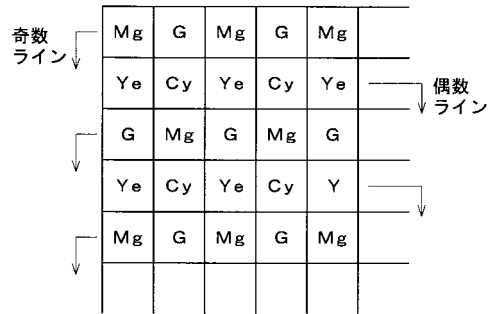 奇数
ライン
Mg G Mg G Mg
Ye Cy Ye Cy Ye
偶数
ライン
G Mg G Mg G
Ye Cy Ye Cy Y
Mg G Mg G Mg